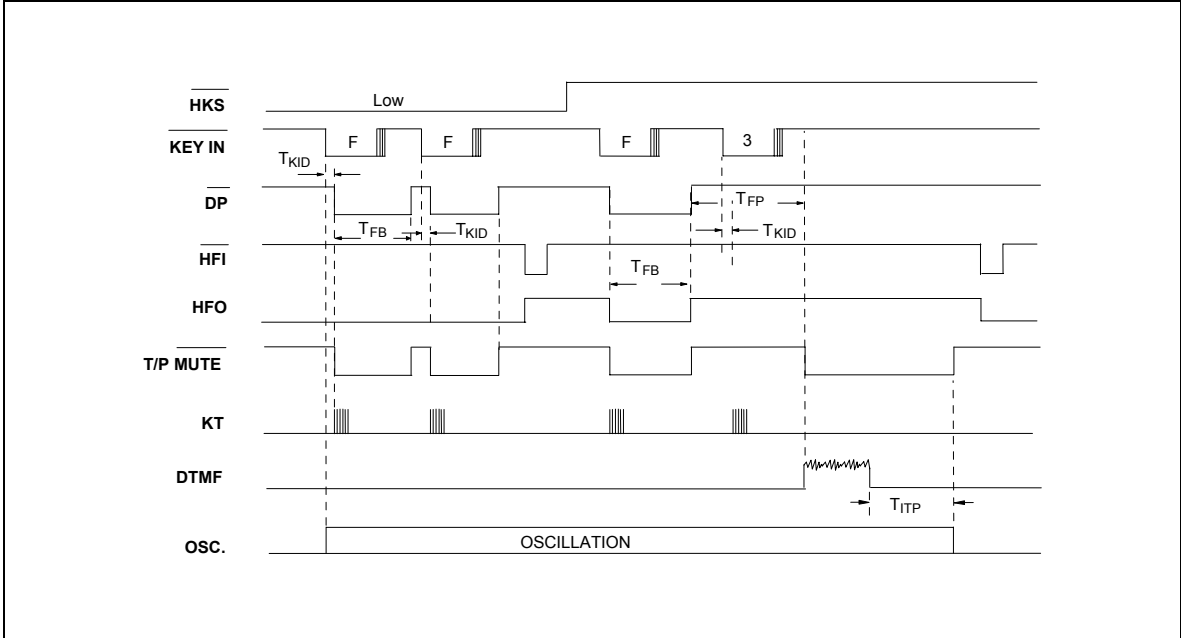 HKS Low
KEY IN F F F 3
TKID
DP
TFP
TFB TKID TKID
HFI
TFB
HFO
T/P MUTE
KT
DTMF
TITP
OSC. OSCILLATION